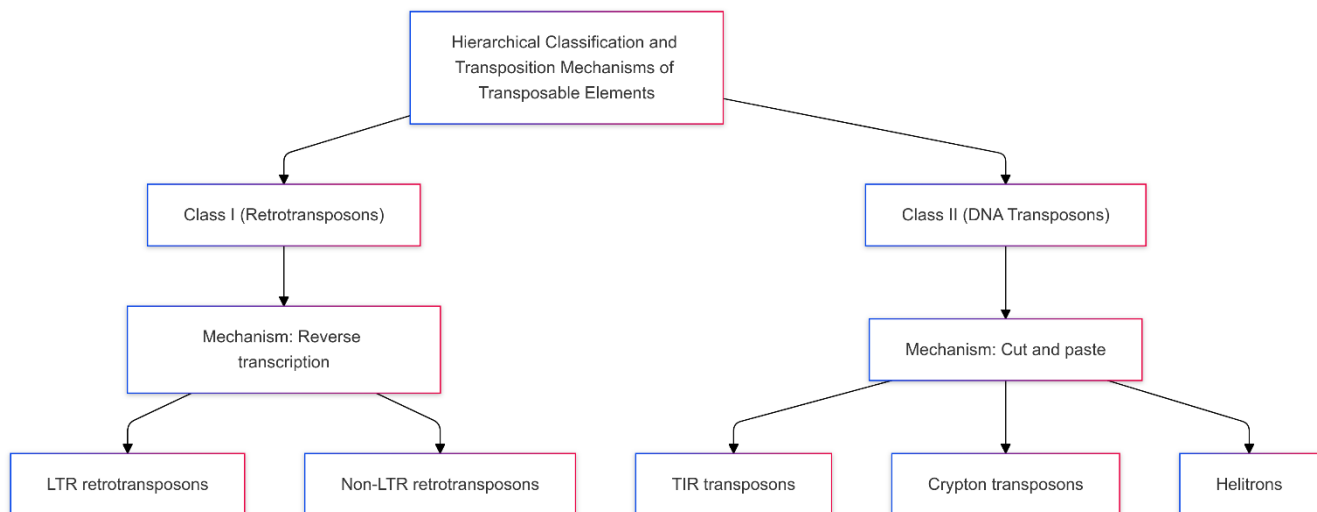 Hierarchical Classification and
Transposition Mechanisms of
Transposable Elements
Class I (Retrotransposons)
Class II (DNA Transposons)
Mechanism: Reverse
transcription
Mechanism: Cut and paste
LTR retrotransposons
Non-LTR retrotransposons
TIR transposons
Crypton transposons
Helitrons